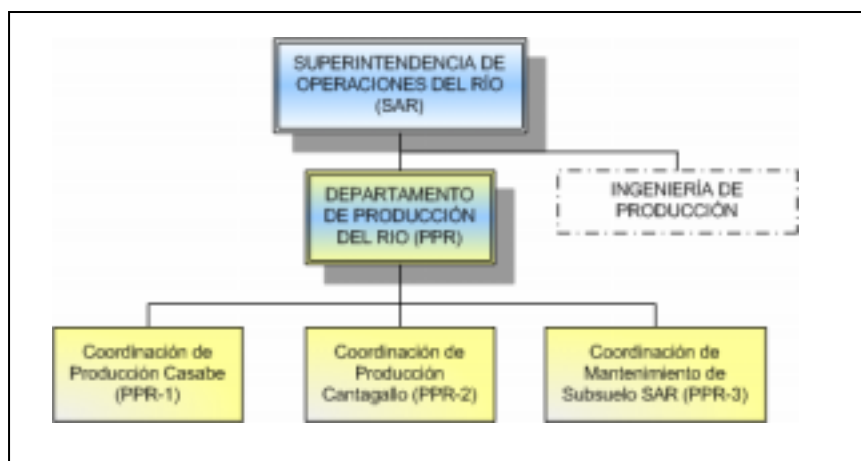 SUPERINTENDENCIA DE
OPERACIONES DEL RÍO
(SAR)
DEPARTAMENTO
DE PRODUCCIÓN
DEL RIO (PPR)
INGENIERÍA DE
PRODUCCIÓN
Coordinación de
Producción Casabe
(PPR-1)
Coordinación de
Producción
Cantagallo (PPR-2)
Coordinación de
Mantenimiento de
Subsuelo SAR (PPR-3)